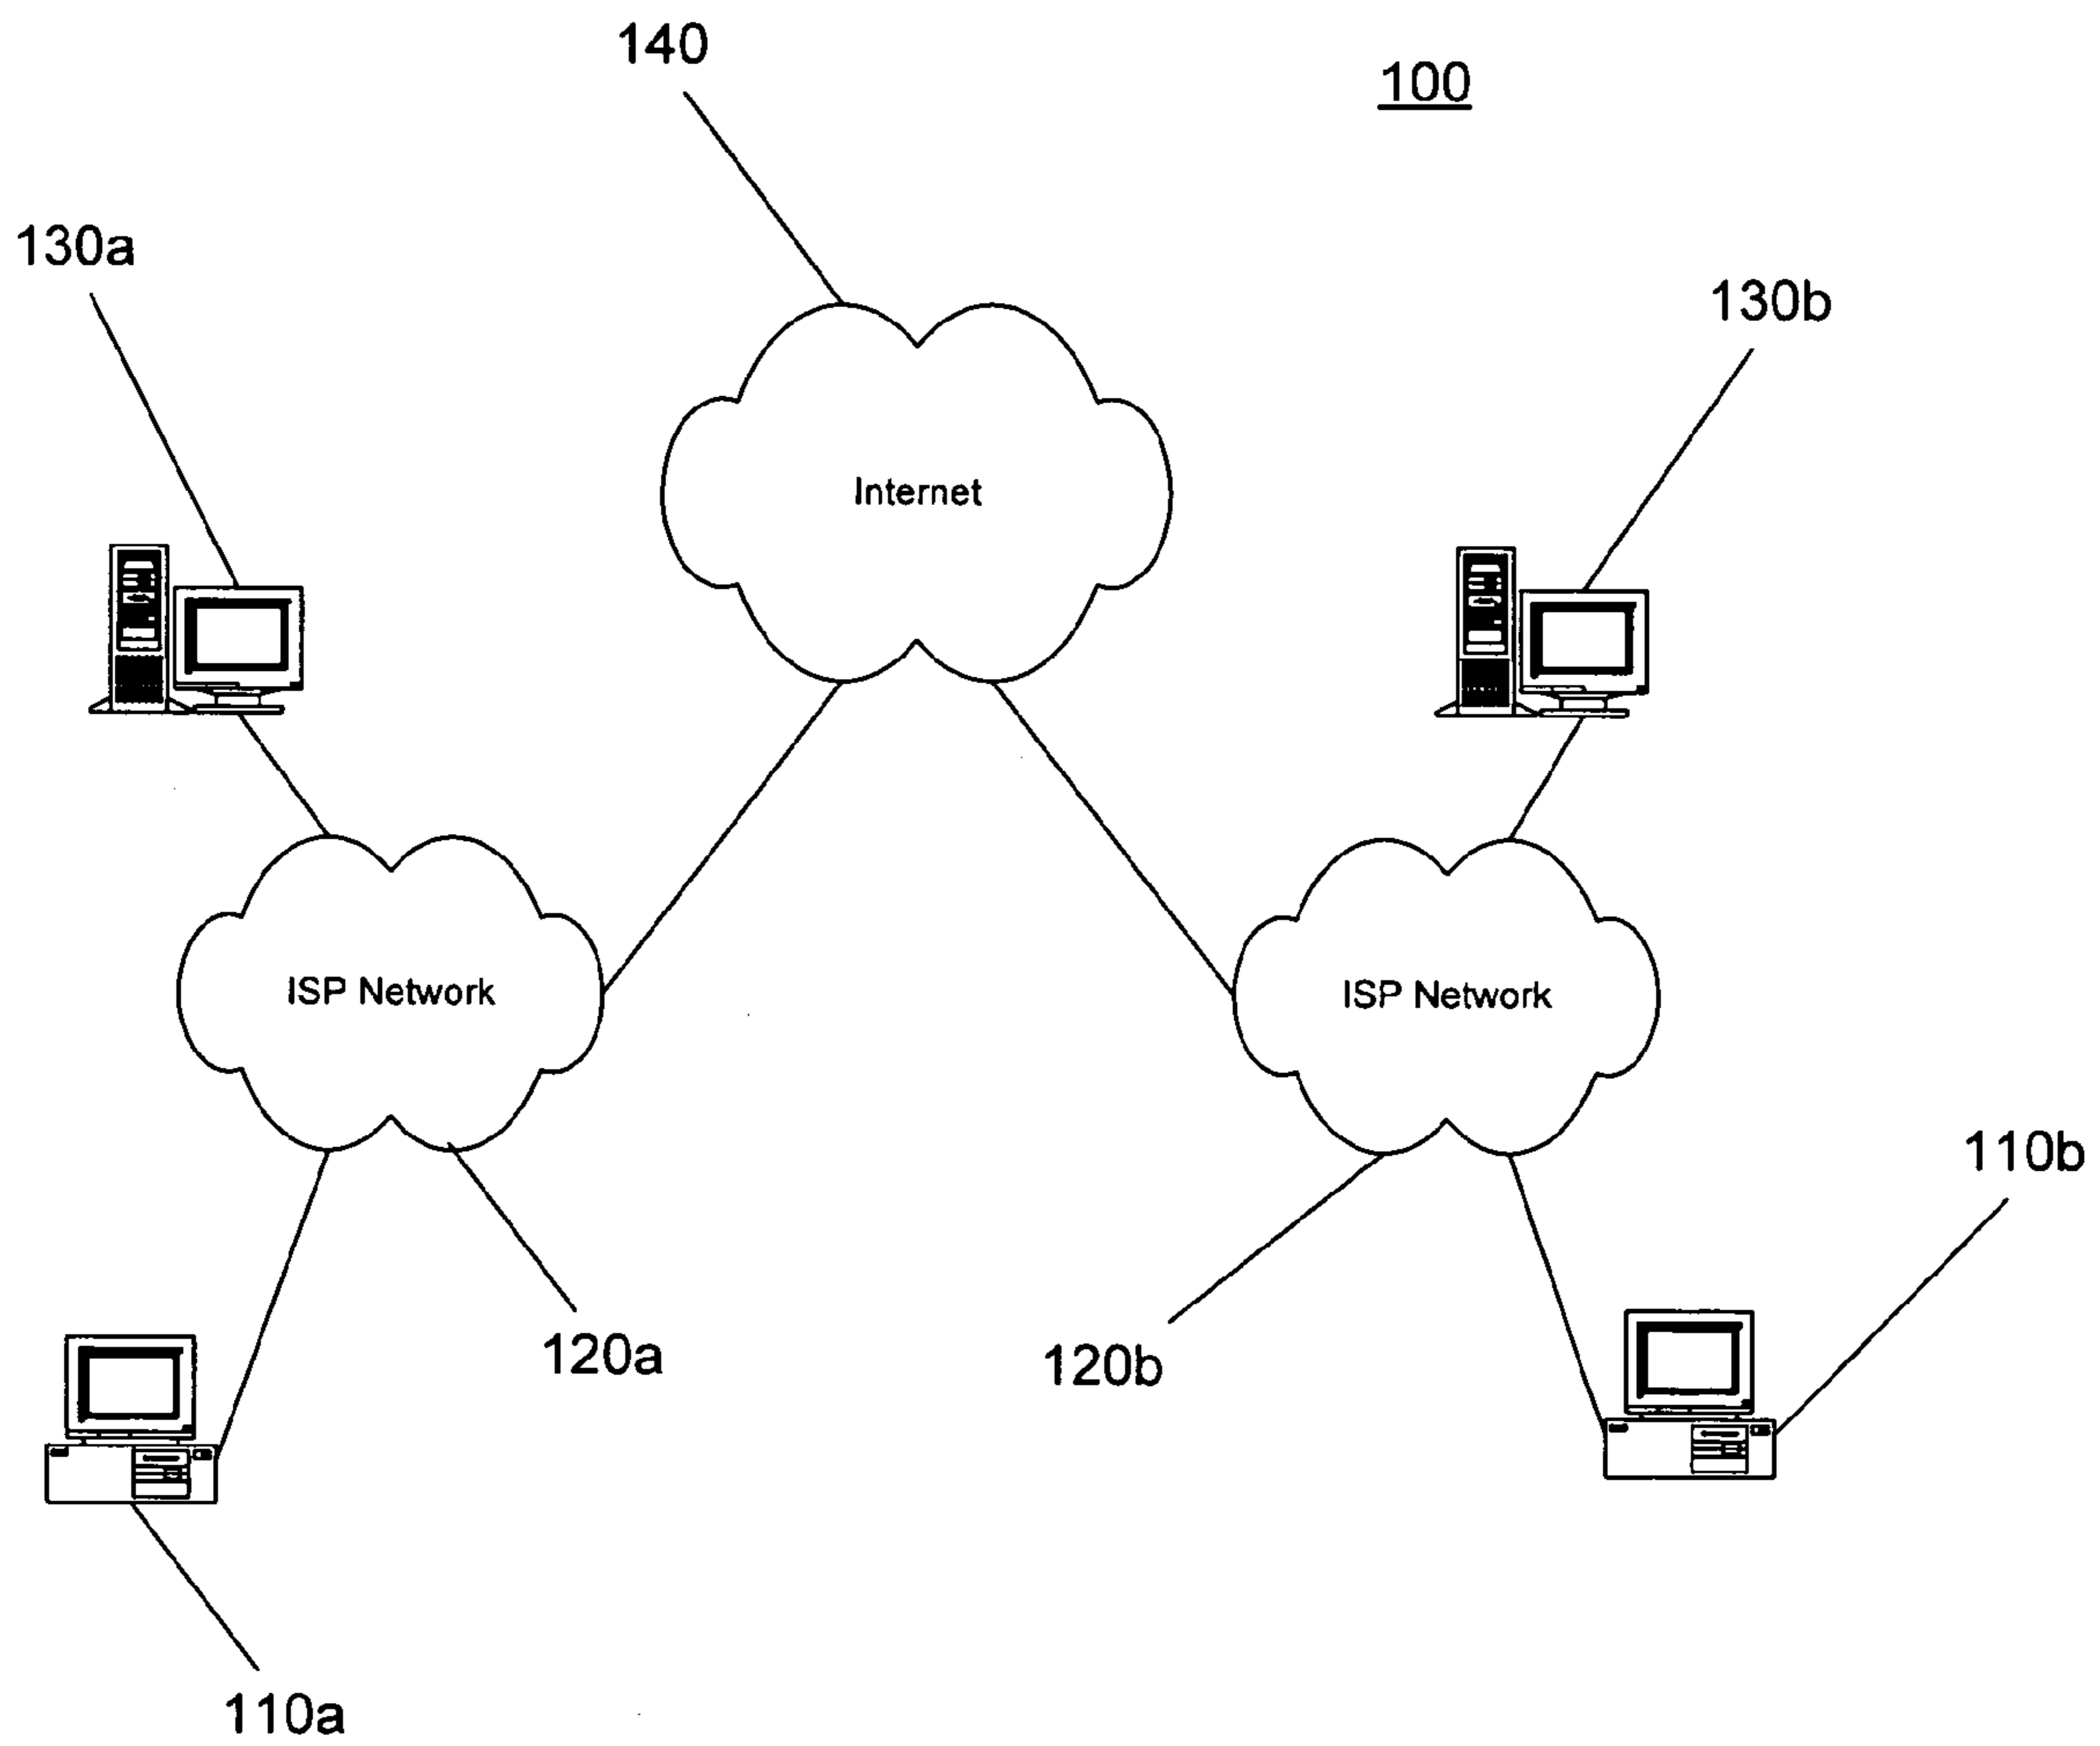 140
100
130a
130b
Internet
ISP Network
ISP Network
110b
120a
120b
110a